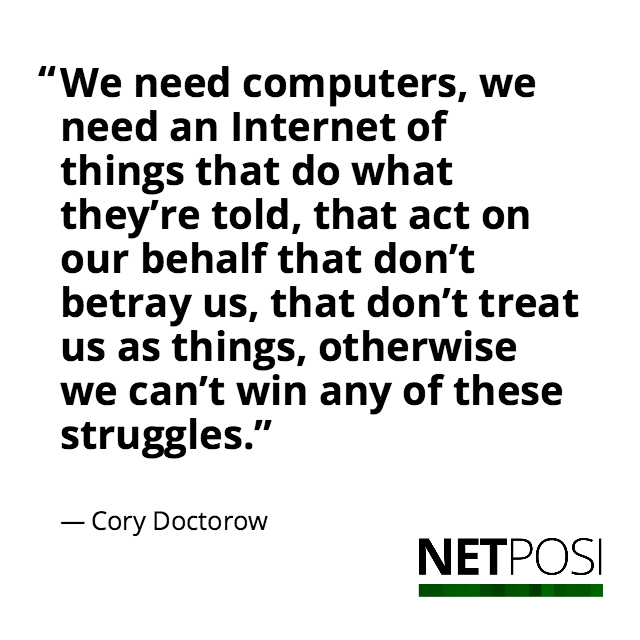 “We need computers, we
need an Internet of
things that do what
they’re told, that act on
our behalf that don’t
betray us, that don’t treat
us as things, otherwise
we can’t win any of these
struggles.”
— Cory Doctorow
NETPOSI